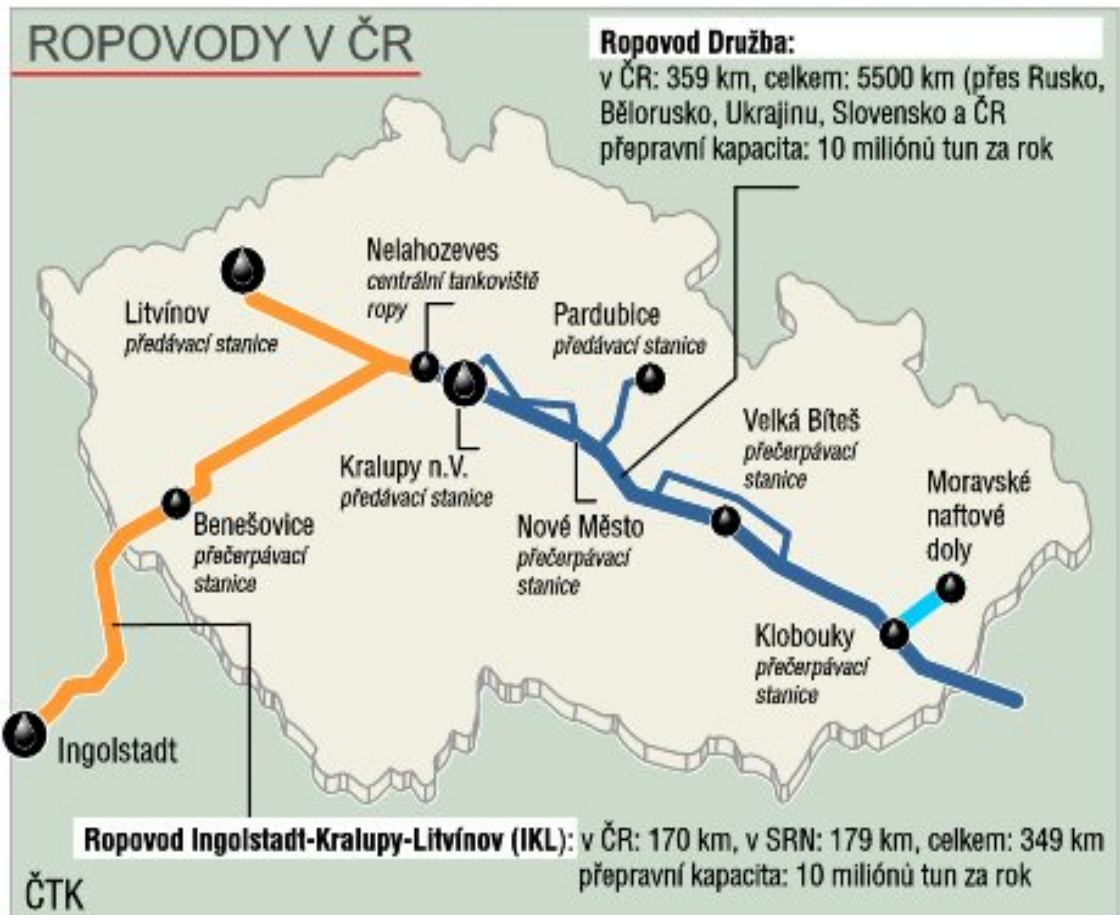 ROPOVODY V ČR
Ropovod Družba:
v ČR: 359 km, celkem: 5500 km (přes Rusko,
Bělorusko, Ukrajinu, Slovensko a ČR
přepravní kapacita: 10 miliónů tun za rok
Nelahozeves
centrální tankoviště
ropy
Litvínov
předávací stanice
Pardubice
předávací stanice
Kralupy n.V.
předávací stanice
Velká Bíteš
přečerpávací
stanice
Moravské
naftové
doly
Benešovice
přečerpávací
stanice
Nové Město
přečerpávací
stanice
Klobouky
přečerpávací
stanice
Ingolstadt
Ropovod Ingolstadt-Kralupy-Litvínov (IKL): v ČR: 170 km, v SRN: 179 km, celkem: 349 km
přepravní kapacita: 10 miliónů tun za rok
ČTK